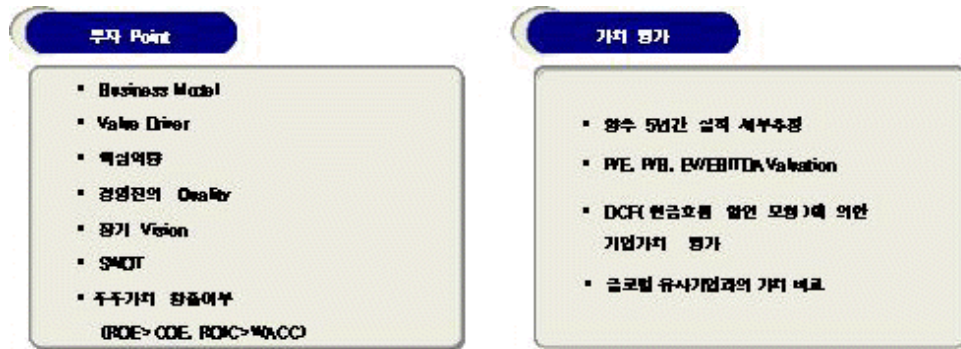 투자 Point
▪ Business Model
▪ Value Driver
▪ 핵심역량
▪ 경영진의 Quality
▪ 장기 Vision
▪ SWOT
▪ 주주가치 창출여부
(ROE>COE, ROIC>WACC)
가치 평가
▪ 향후 5년간 실적 세부추정
▪ P/E, P/B, EV/EBITDA Valuation
▪ DCF(현금흐름 할인 모형)에 의한
기업가치 평가
▪ 글로벌 유사기업과의 가치 비교